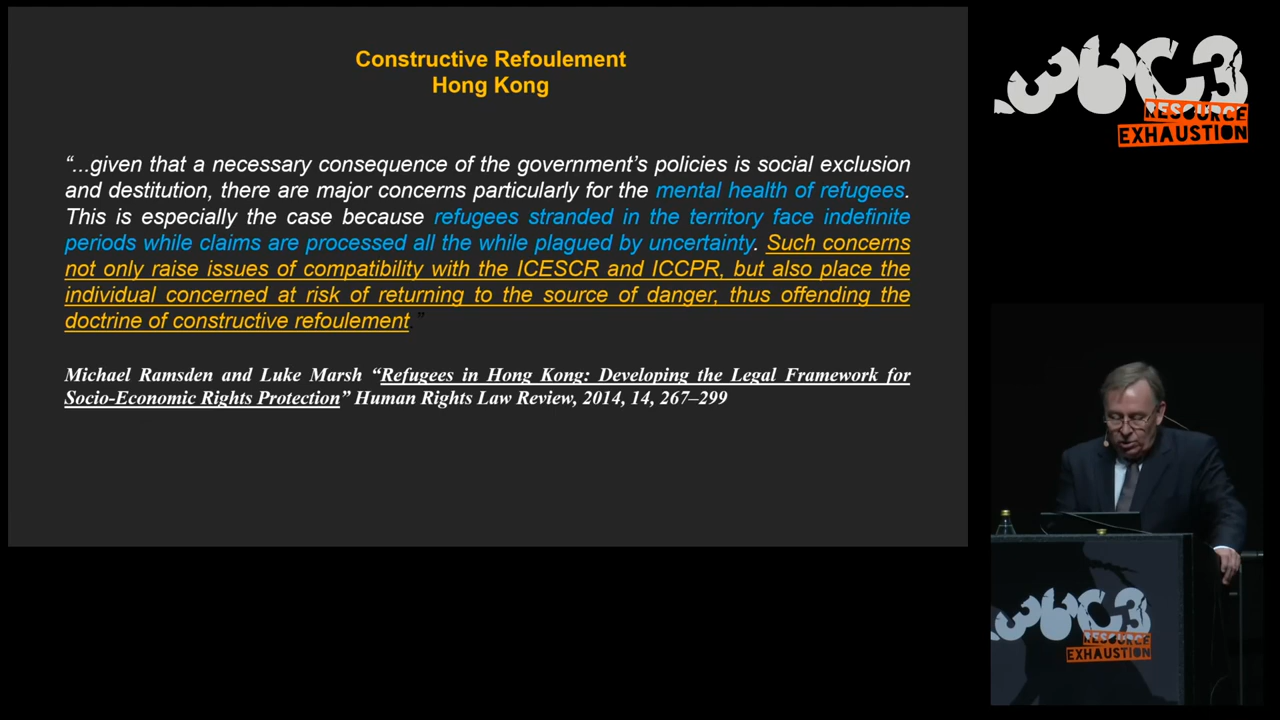 Constructive Refoulement
Hong Kong
“...given that a necessary consequence of the government’s policies is social exclusion
and destitution, there are major concerns particularly for the mental health of refugees.
This is especially the case because refugees stranded in the territory face indefinite
periods while claims are processed all the while plagued by uncertainty. Such concerns
not only raise issues of compatibility with the ICESCR and ICCPR, but also place the
individual concerned at risk of returning to the source of danger, thus offending the
doctrine of constructive refoulement.”
Michael Ramsden and Luke Marsh “Refugees in Hong Kong: Developing the Legal Framework for
Socio-Economic Rights Protection” Human Rights Law Review, 2014, 14, 267–299
36C3
RESOURCE
EXHAUSTION
36C3
RESOURCE
EXHAUSTION